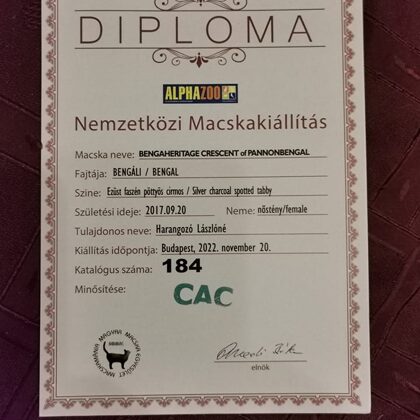 DIPLOMA
ALPHAZOO
Nemzetközi Macskakiállítás
Macska neve: BENGAHERITAGE CRESCENT of PANNONBENGAL
Fajtája: BENGÁLI / BENGAL
Szine: Ezüst faszén pöttyös cirmos / Silver charcoal spotted tabby
Születési ideje: 2017.09.20 Neme: nőstény/female
Tulajdonos neve: Harangozó Lászlóné
Kiállítás időpontja: Budapest, 2022. november 20.
Katalógus száma: 184
Minősítése: CAC
elnök